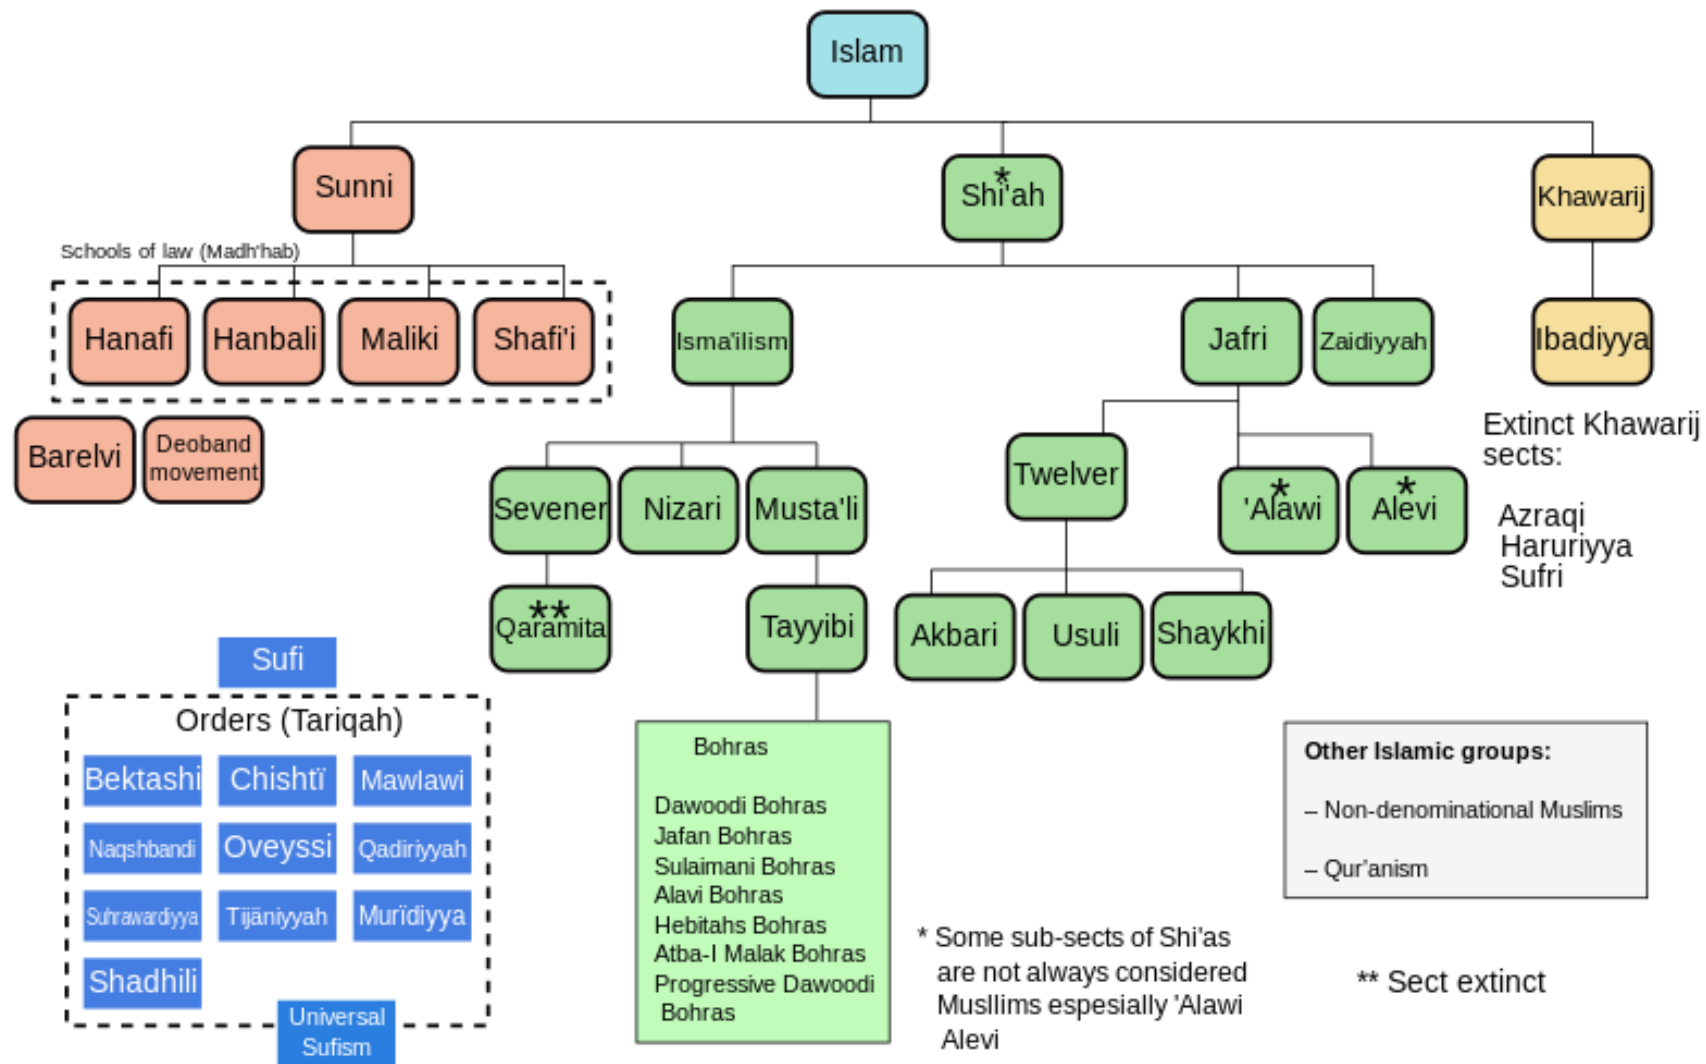 Islam
Sunni
Shi'ah
*
Khawarij
Schools of law (Madh'hab)
Hanafi
Hanbali
Maliki
Shafi'i
Isma'ilism
Jafri
Zaidiyyah
Ibadiyya
Barelvi
Deoband
movement
Extinct Khawarij
sects:
Azraqi
Haruriyya
Sufri
Sevener
Nizari
Musta'li
Twelver
*
'Alawi
*
Alevi
**
Qaramita
Tayyibi
Akbari
Usuli
Shaykhi
Sufi
Orders (Tariqah)
Bektashi
Chishtï
Mawlawi
Naqshbandi
Oveyssi
Qadiriyyah
Suhrawardiyya
Tijäniyyah
Murïdiyya
Shadhili
Universal
Sufism
Bohras
Dawoodi Bohras
Jafan Bohras
Sulaimani Bohras
Alavi Bohras
Hebitahs Bohras
Atba-I Malak Bohras
Progressive Dawoodi
Bohras
Other Islamic groups:
– Non-denominational Muslims
– Qur'anism
* Some sub-sects of Shi'as
are not always considered
Musllims espesially 'Alawi
Alevi
** Sect extinct